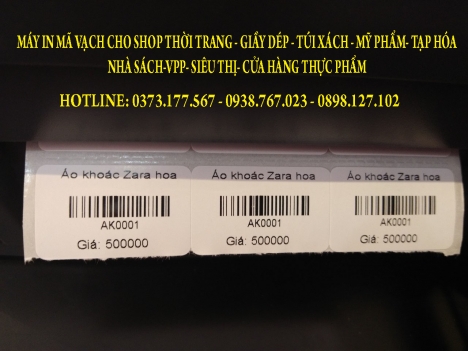 MÁY IN MÃ VẠCH CHO SHOP THỜI TRANG - GIẦY DÉP - TÚI XÁCH - MỸ PHẨM- TẠP HÓA
NHÀ SÁCH-VPP- SIÊU THỊ- CỬA HÀNG THỰC PHẨM
HOTLINE: 0373.177.567 - 0938.767.023 - 0898.127.102
Áo khoác Zara hoa Áo khoác Zara hoa Áo khoác Zara hoa
AK0001 AK0001 AK0001
Giá: 500000 Giá: 500000 Giá: 500000